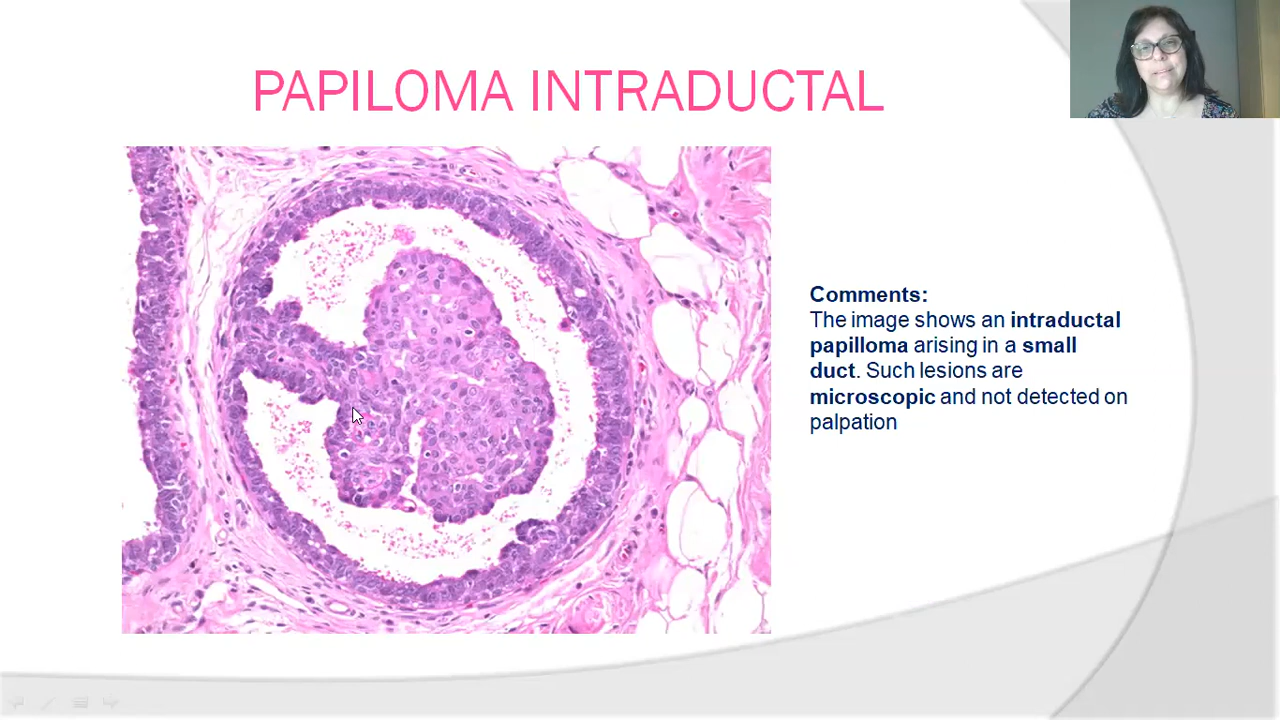 PAPILOMA INTRADUCTAL
Comments:
The image shows an intraductal
papilloma arising in a small
duct. Such lesions are
microscopic and not detected on
palpation